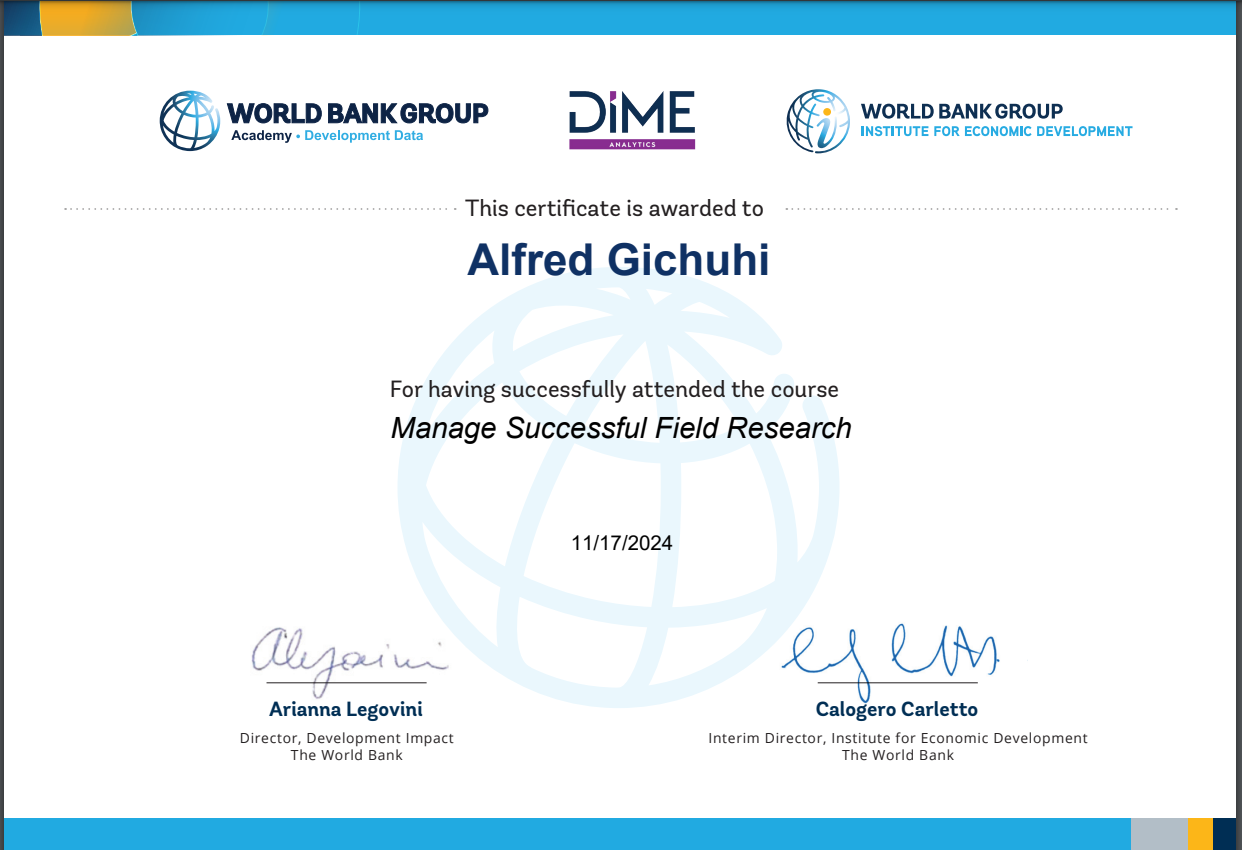 WORLD BANK GROUP
Academy • Development Data
DIME
ANALYTICS
WORLD BANK GROUP
INSTITUTE FOR ECONOMIC DEVELOPMENT
This certificate is awarded to
Alfred Gichuhi
For having successfully attended the course
Manage Successful Field Research
11/17/2024
Arianna Legovini
Director, Development Impact
The World Bank
Calogero Carletto
Interim Director, Institute for Economic Development
The World Bank